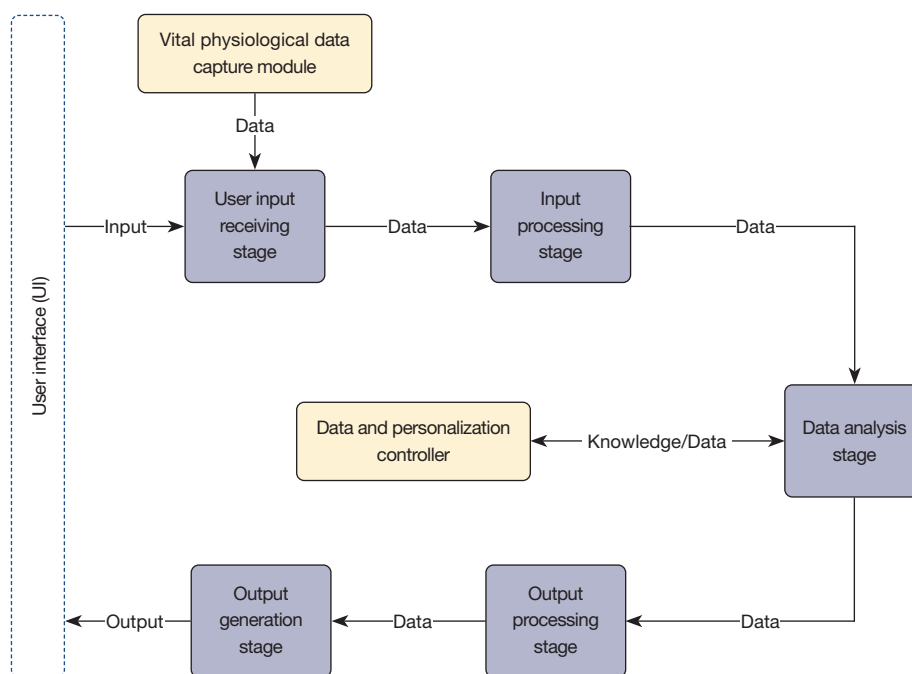 Vital physiological data
capture module
Data
User interface (UI)
Input
User input
receiving
stage
Data
Input
processing
stage
Data
Data and personalization
controller
Knowledge/Data
Data analysis
stage
Output
Output
generation
stage
Data
Output
processing
stage
Data